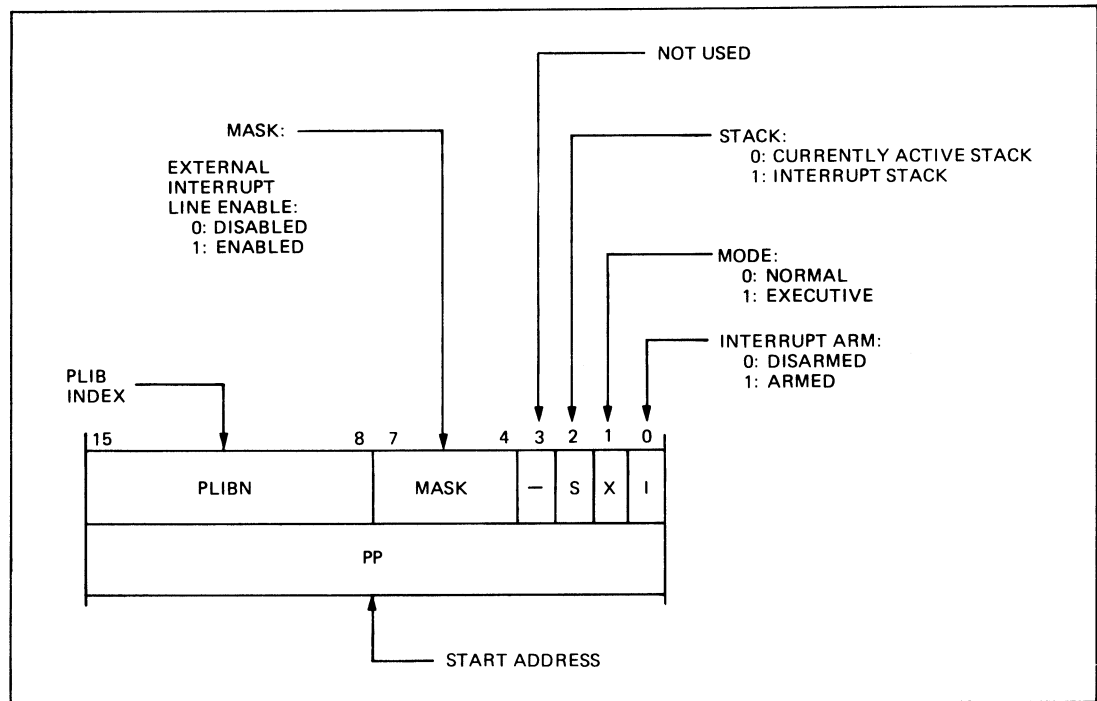 NOT USED
MASK:
EXTERNAL
INTERRUPT
LINE ENABLE:
0: DISABLED
1: ENABLED
STACK:
0: CURRENTLY ACTIVE STACK
1: INTERRUPT STACK
MODE:
0: NORMAL
1: EXECUTIVE
INTERRUPT ARM:
0: DISARMED
1: ARMED
PLIB
INDEX
15 8 7 4 3 2 1 0
PLIBN MASK — S X I
PP
START ADDRESS